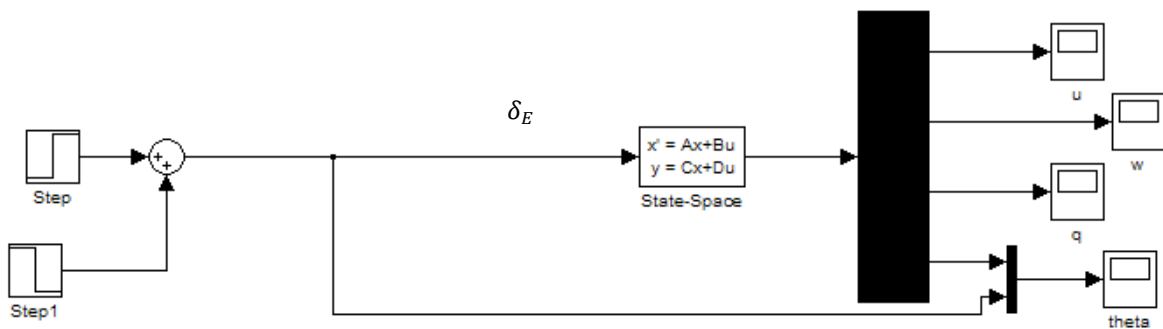 δ_E
u
w
Step
+
+
x' = Ax+Bu
y = Cx+Du
State-Space
q
Step1
theta